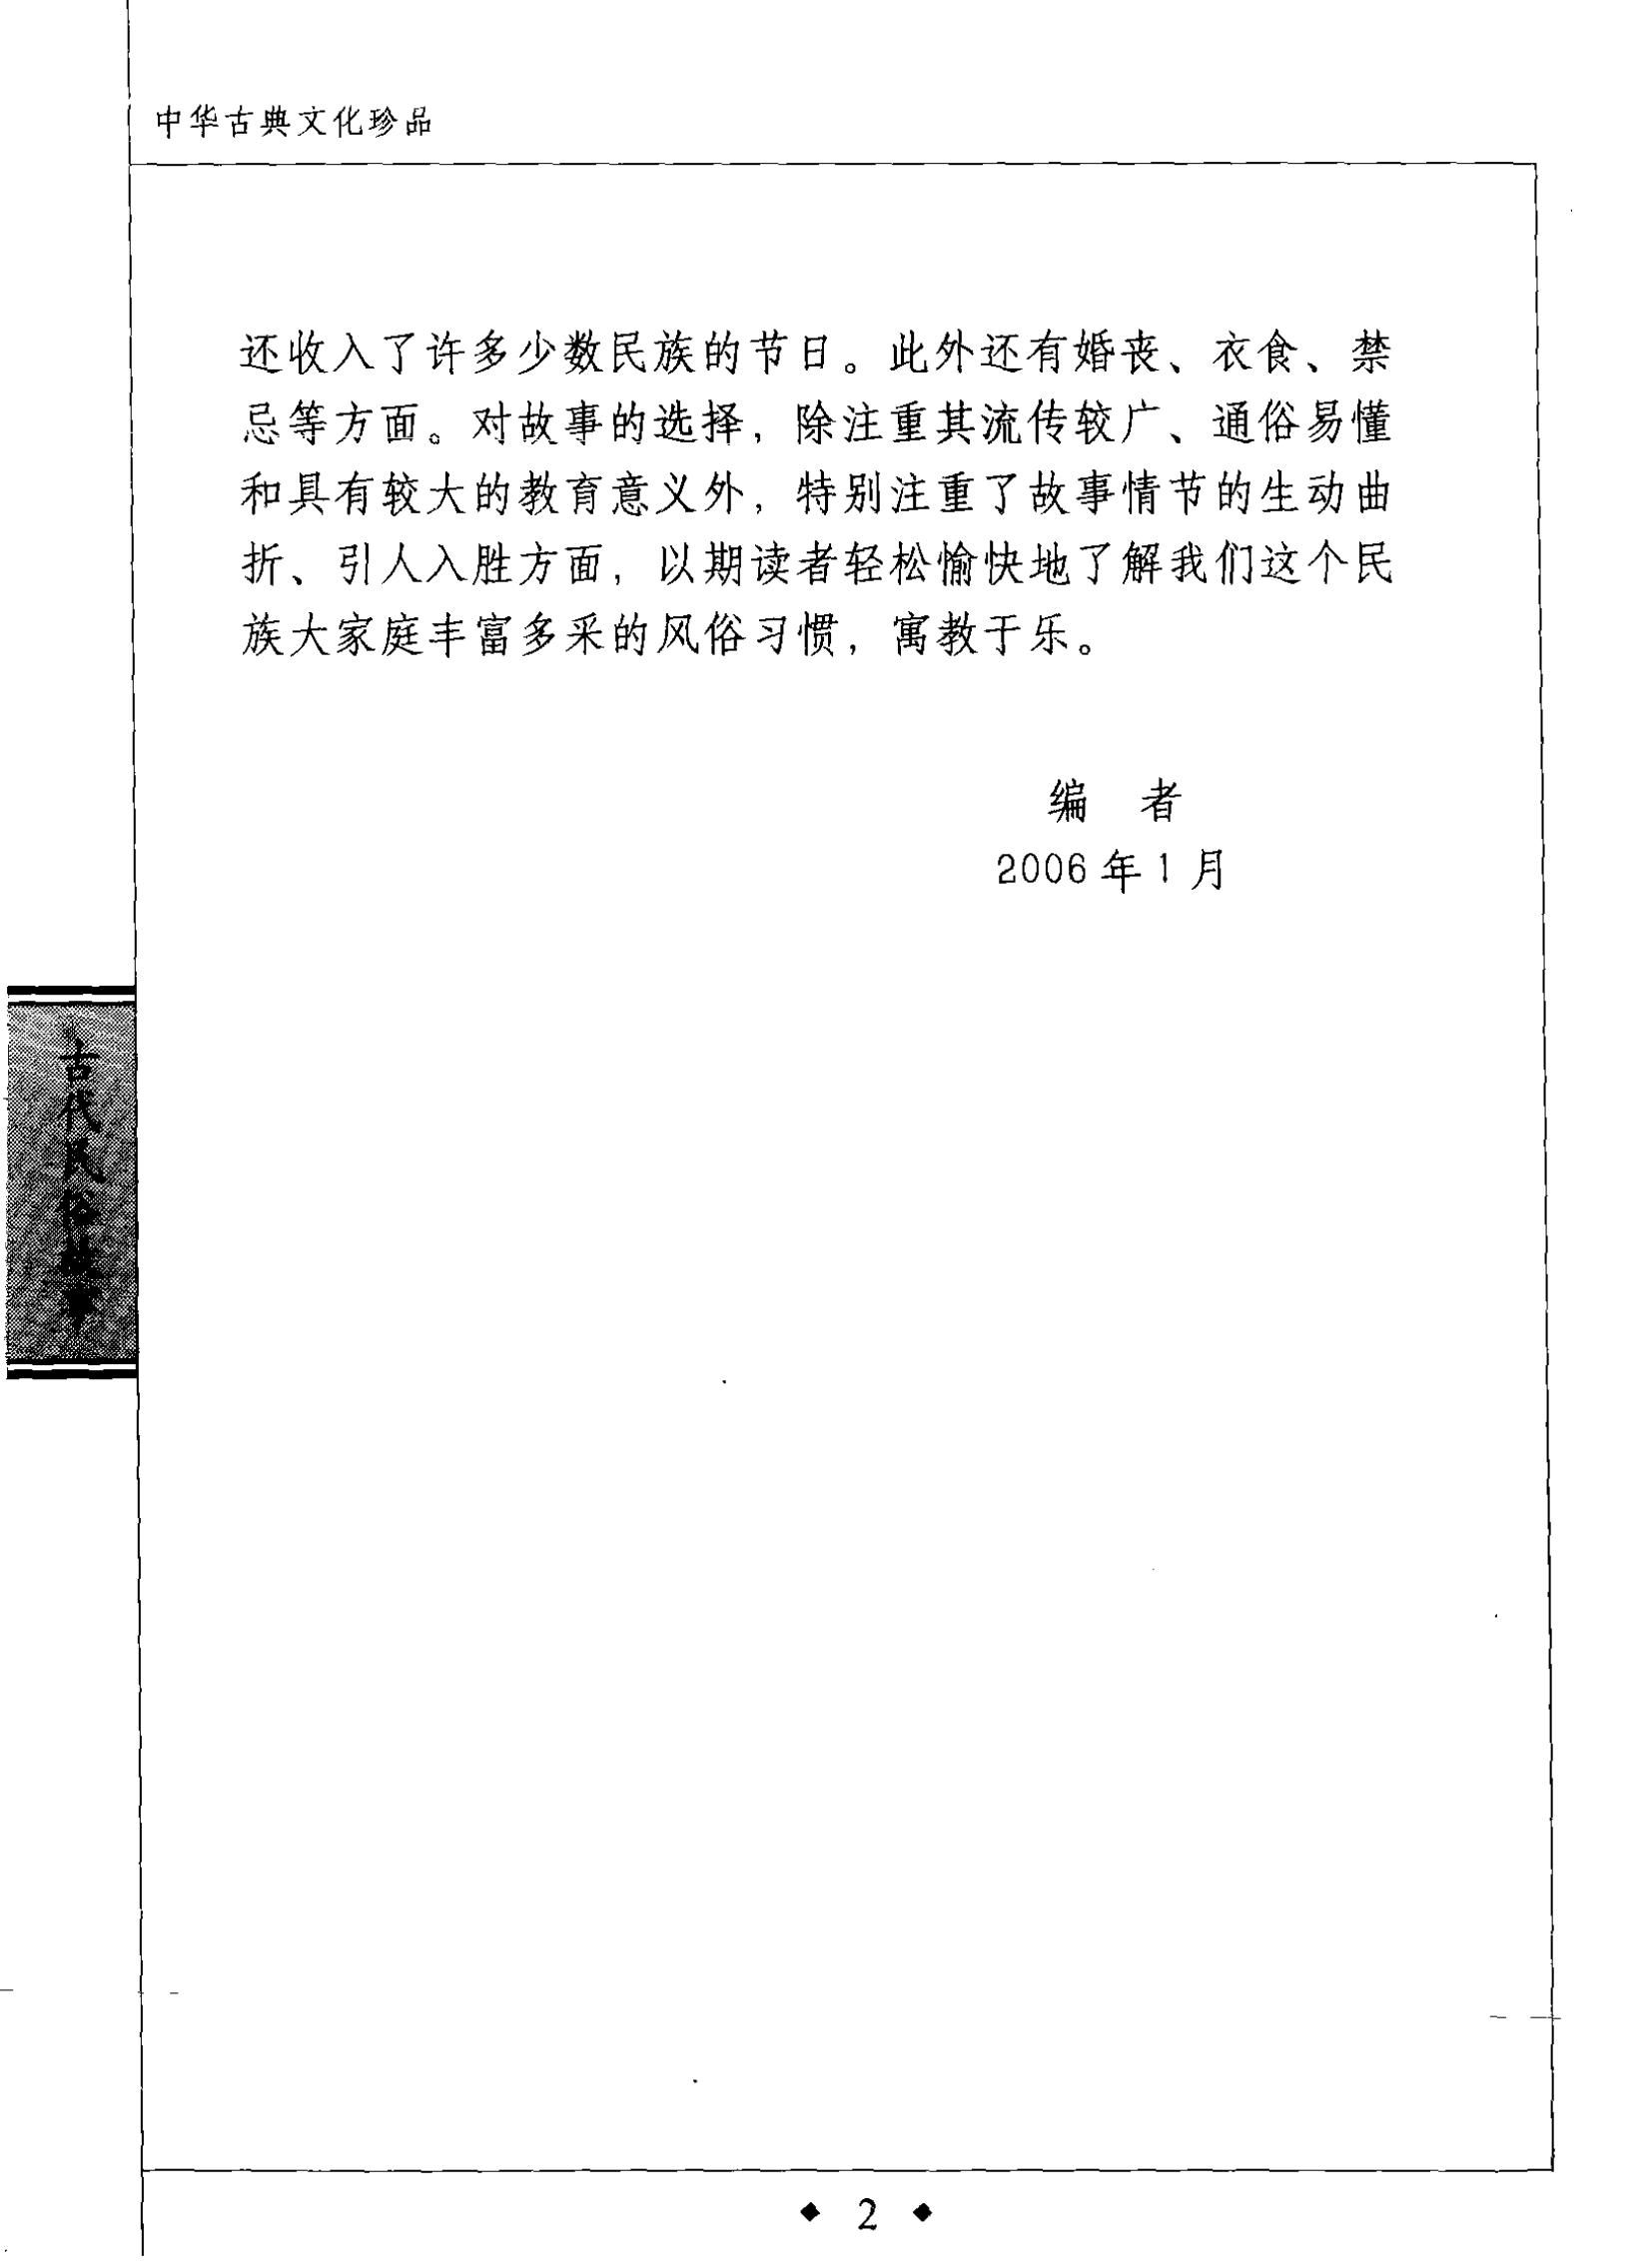 中华古典文化珍品
还收入了许多少数民族的节日。此外还有婚丧、衣食、禁
忌等方面。对故事的选择，除注重其流传较广、通俗易懂
和具有较大的教育意义外，特别注重了故事情节的生动曲
折、引人入胜方面，以期读者轻松愉快地了解我们这个民
族大家庭丰富多采的风俗习惯，寓教于乐。
编 者
2006年1月
古代民俗故事
◆ 2 ◆